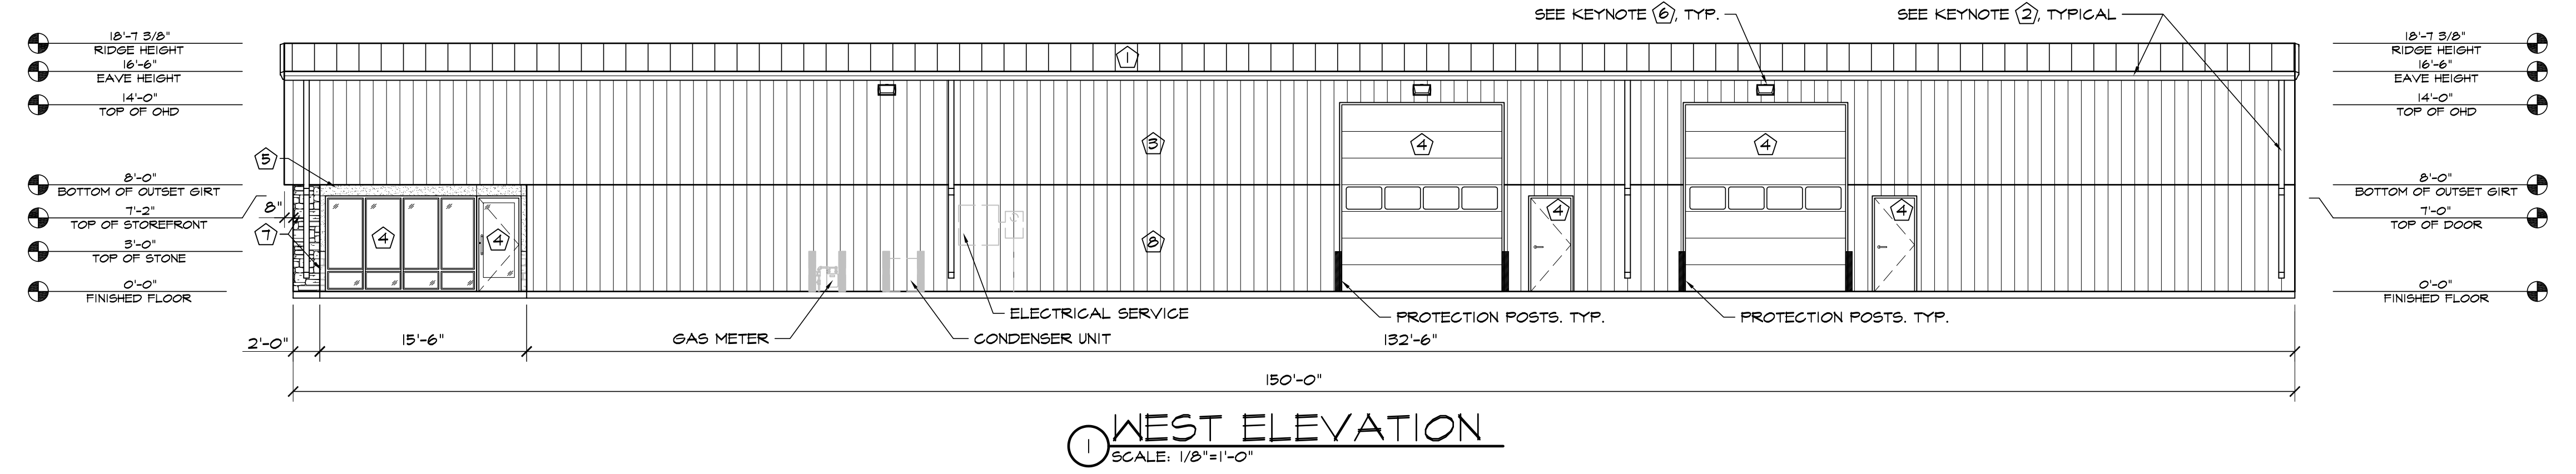 SEE KEYNOTE 6, TYP.
SEE KEYNOTE 2, TYPICAL
18'-7 3/8"
RIDGE HEIGHT
16'-6"
EAVE HEIGHT
14'-0"
TOP OF OHD
8'-0"
BOTTOM OF OUTSET GIRT
7'-2"
TOP OF STOREFRONT
3'-0"
TOP OF STONE
0'-0"
FINISHED FLOOR
5
8"
7
1
3
8
4
4
4
4
4
4
18'-7 3/8"
RIDGE HEIGHT
16'-6"
EAVE HEIGHT
14'-0"
TOP OF OHD
8'-0"
BOTTOM OF OUTSET GIRT
7'-0"
TOP OF DOOR
0'-0"
FINISHED FLOOR
ELECTRICAL SERVICE
GAS METER
CONDENSER UNIT
PROTECTION POSTS. TYP.
PROTECTION POSTS. TYP.
2'-0"
15'-6"
132'-6"
150'-0"
1
WEST ELEVATION
SCALE: 1/8"=1'-0"